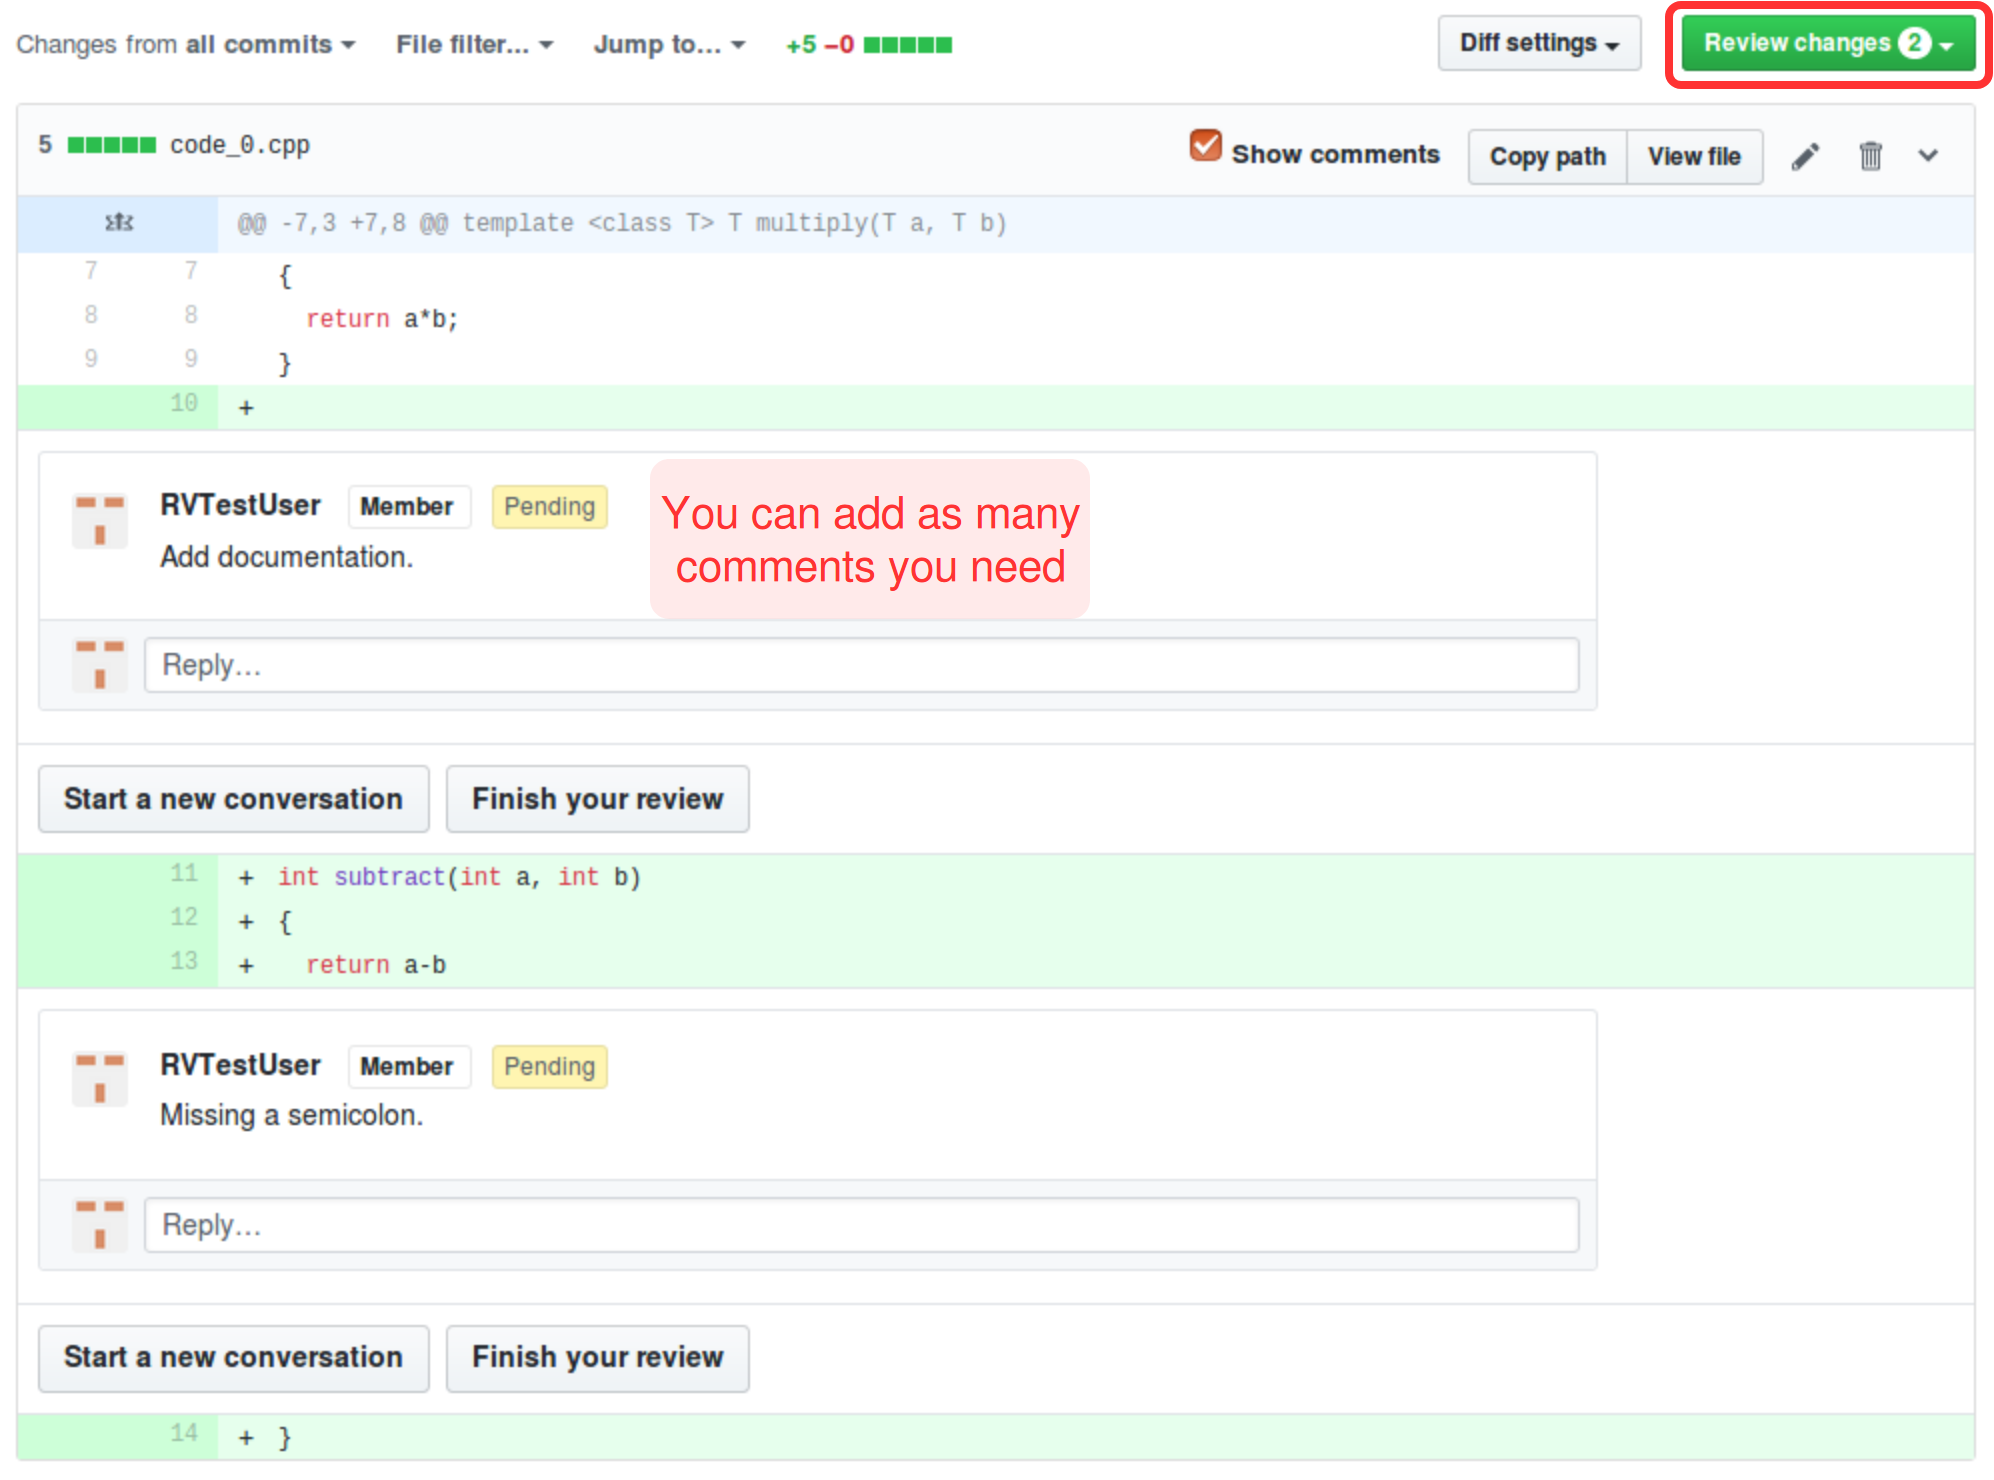 Changes from all commits File filter... Jump to... +5 −0 Diff settings Review changes 2
5 code_0.cpp Show comments Copy path View file
@@ -7,3 +7,8 @@ template <class T> T multiply(T a, T b)
7 7 {
8 8 return a*b;
9 9 }
10 +
RVTestUser Member Pending
Add documentation.
You can add as many
comments you need
Reply...
Start a new conversation Finish your review
11 + int subtract(int a, int b)
12 + {
13 + return a-b
RVTestUser Member Pending
Missing a semicolon.
Reply...
Start a new conversation Finish your review
14 + }